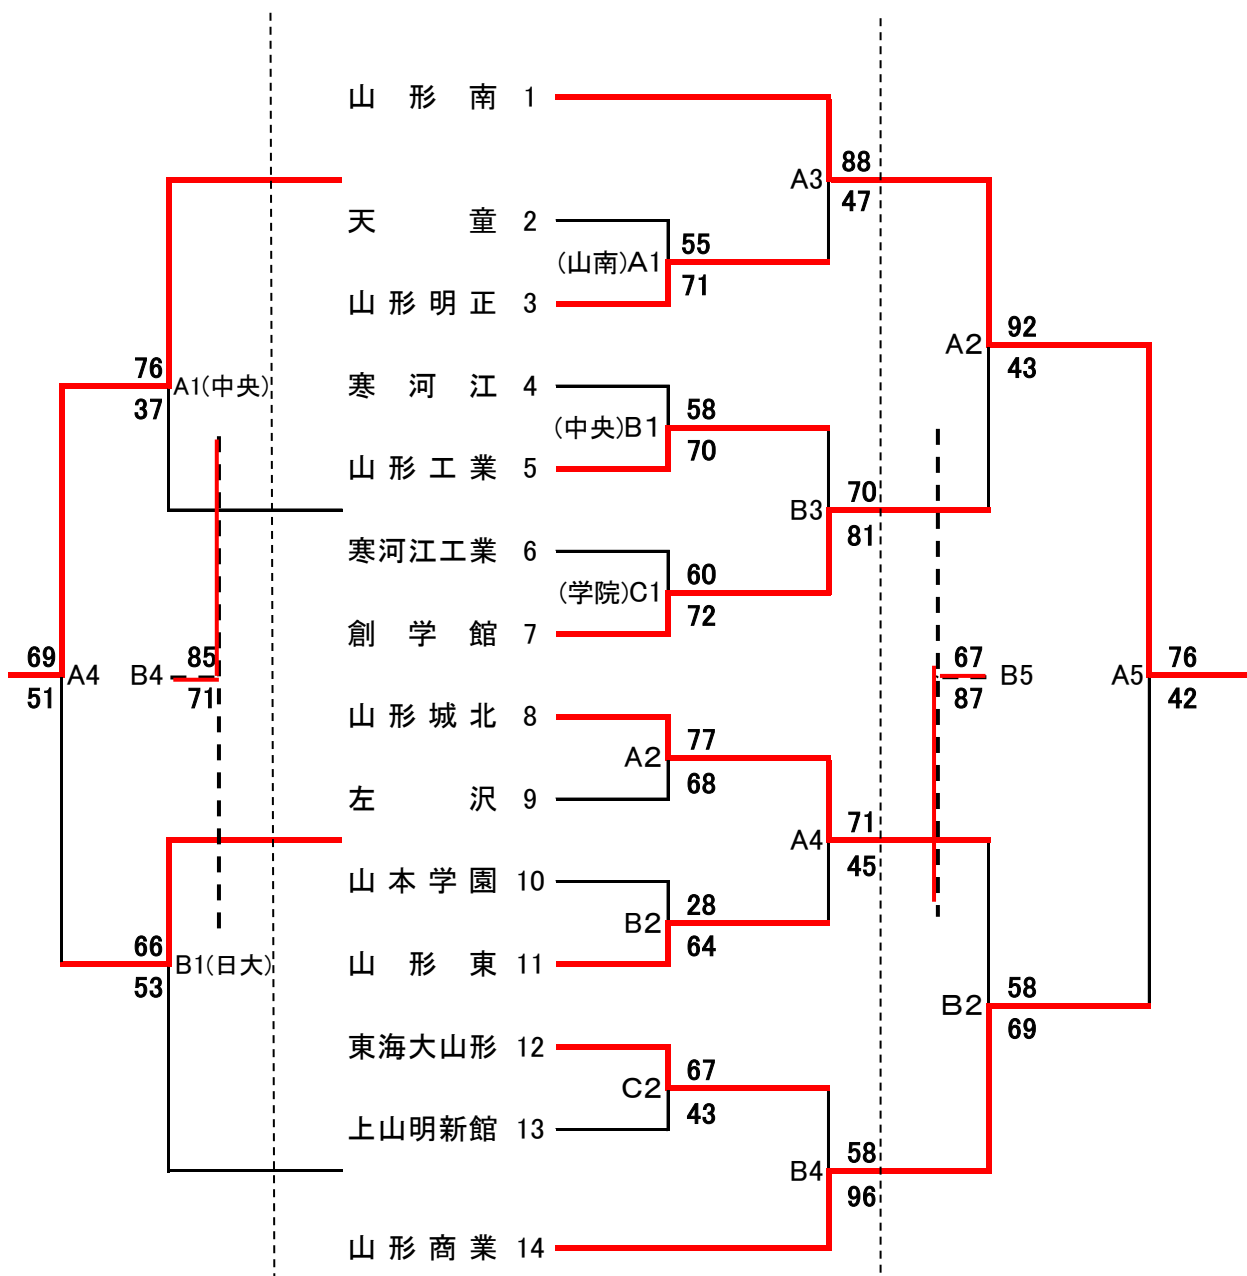 山形南 1
88
A3
47
天童 2
55
(山南)A1
71
山形明正 3
92
A2
43
76
A1(中央)
37
寒河江 4
58
(中央)B1
70
山形工業 5
70
B3
81
寒河江工業 6
60
(学院)C1
72
創学館 7
69
A4
51
85
B4
71
67
B5
87
76
A5
42
山形城北 8
77
A2
68
左沢 9
71
A4
45
山本学園 10
28
B2
64
山形東 11
66
B1(日大)
53
58
B2
69
東海大山形 12
67
C2
43
上山明新館 13
58
B4
96
山形商業 14